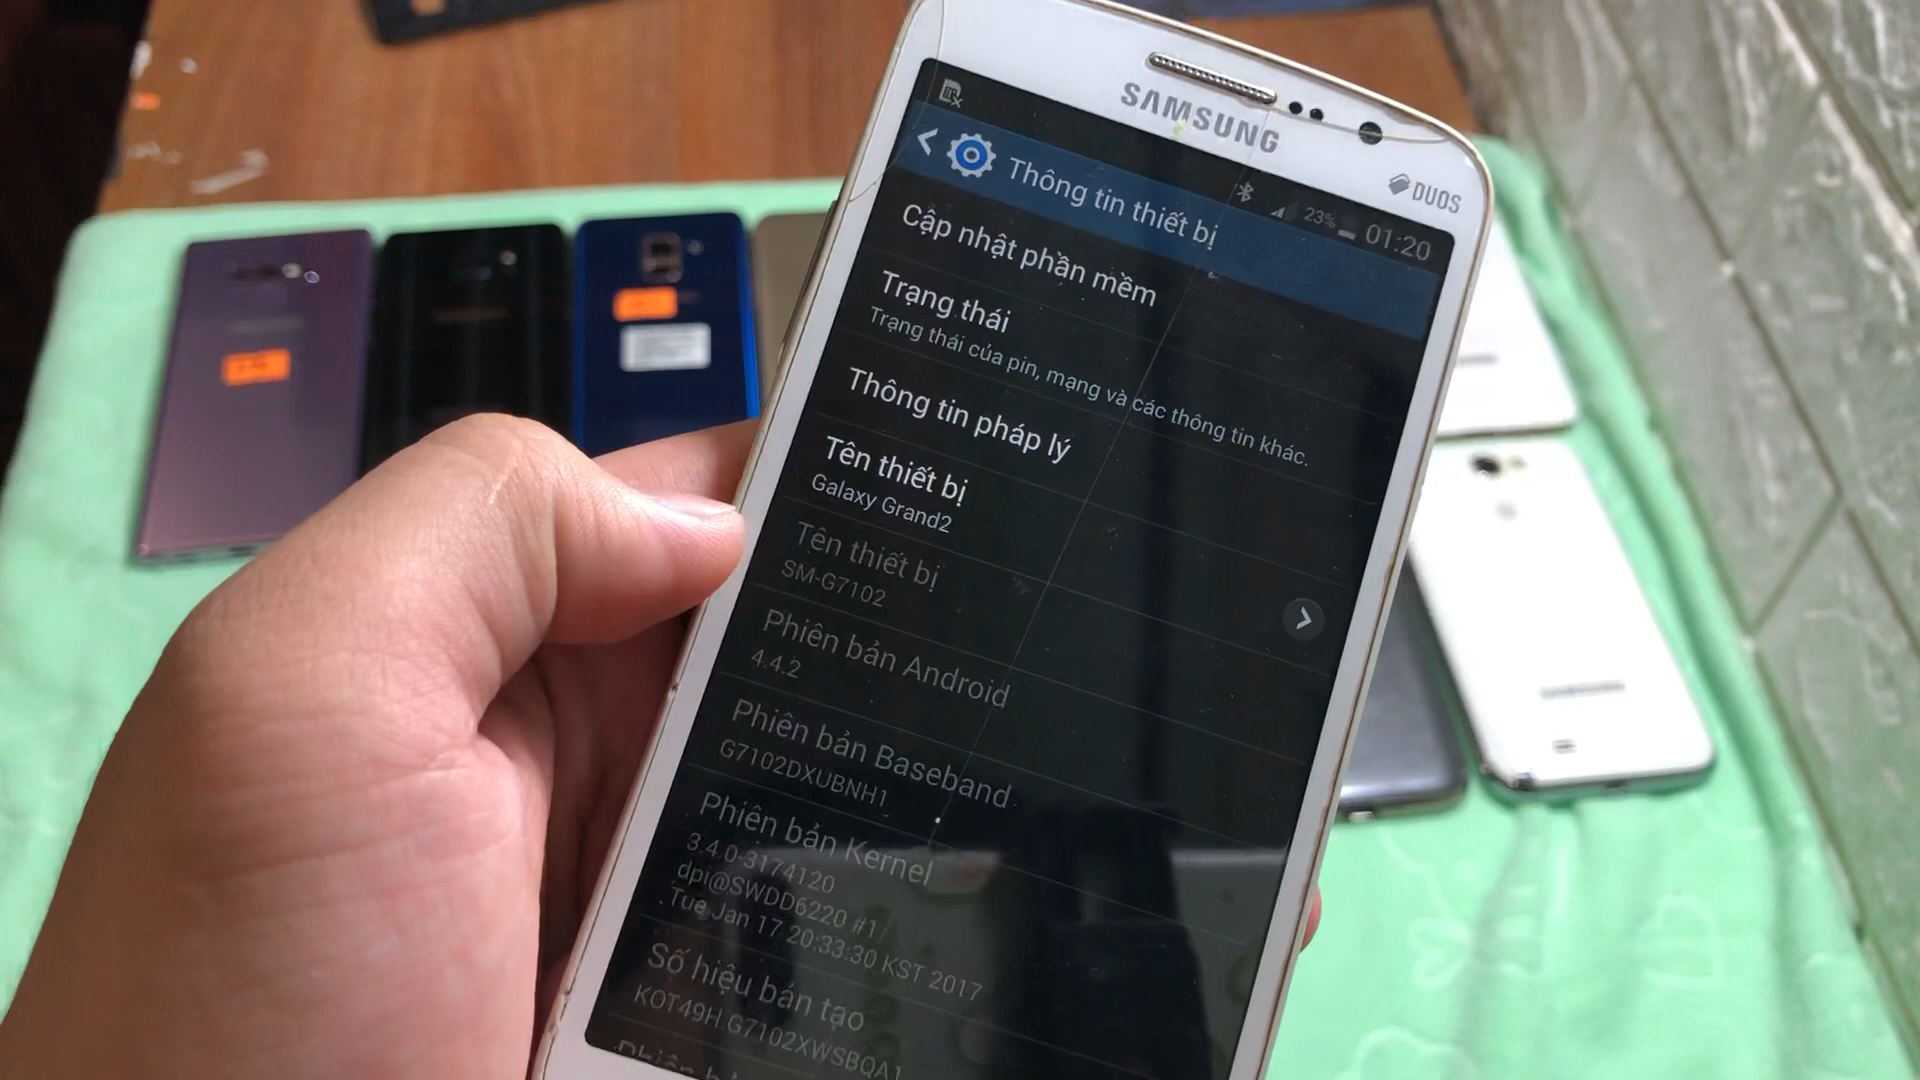 SAMSUNG
DUOS
23%
01:20
Thông tin thiết bị
Cập nhật phần mềm
Trạng thái
Trạng thái của pin, mạng và các thông tin khác.
Thông tin pháp lý
Tên thiết bị
Galaxy Grand2
Tên thiết bị
SM-G7102
Phiên bản Android
4.4.2
Phiên bản Baseband
G7102DXUBNH1
Phiên bản Kernel
3.4.0-3174120
dpi@SWDD6220 #1
Tue Jan 17 20:33:30 KST 2017
Số hiệu bản tạo
KOT49H.G7102XWSBQA1
SAMSUNG